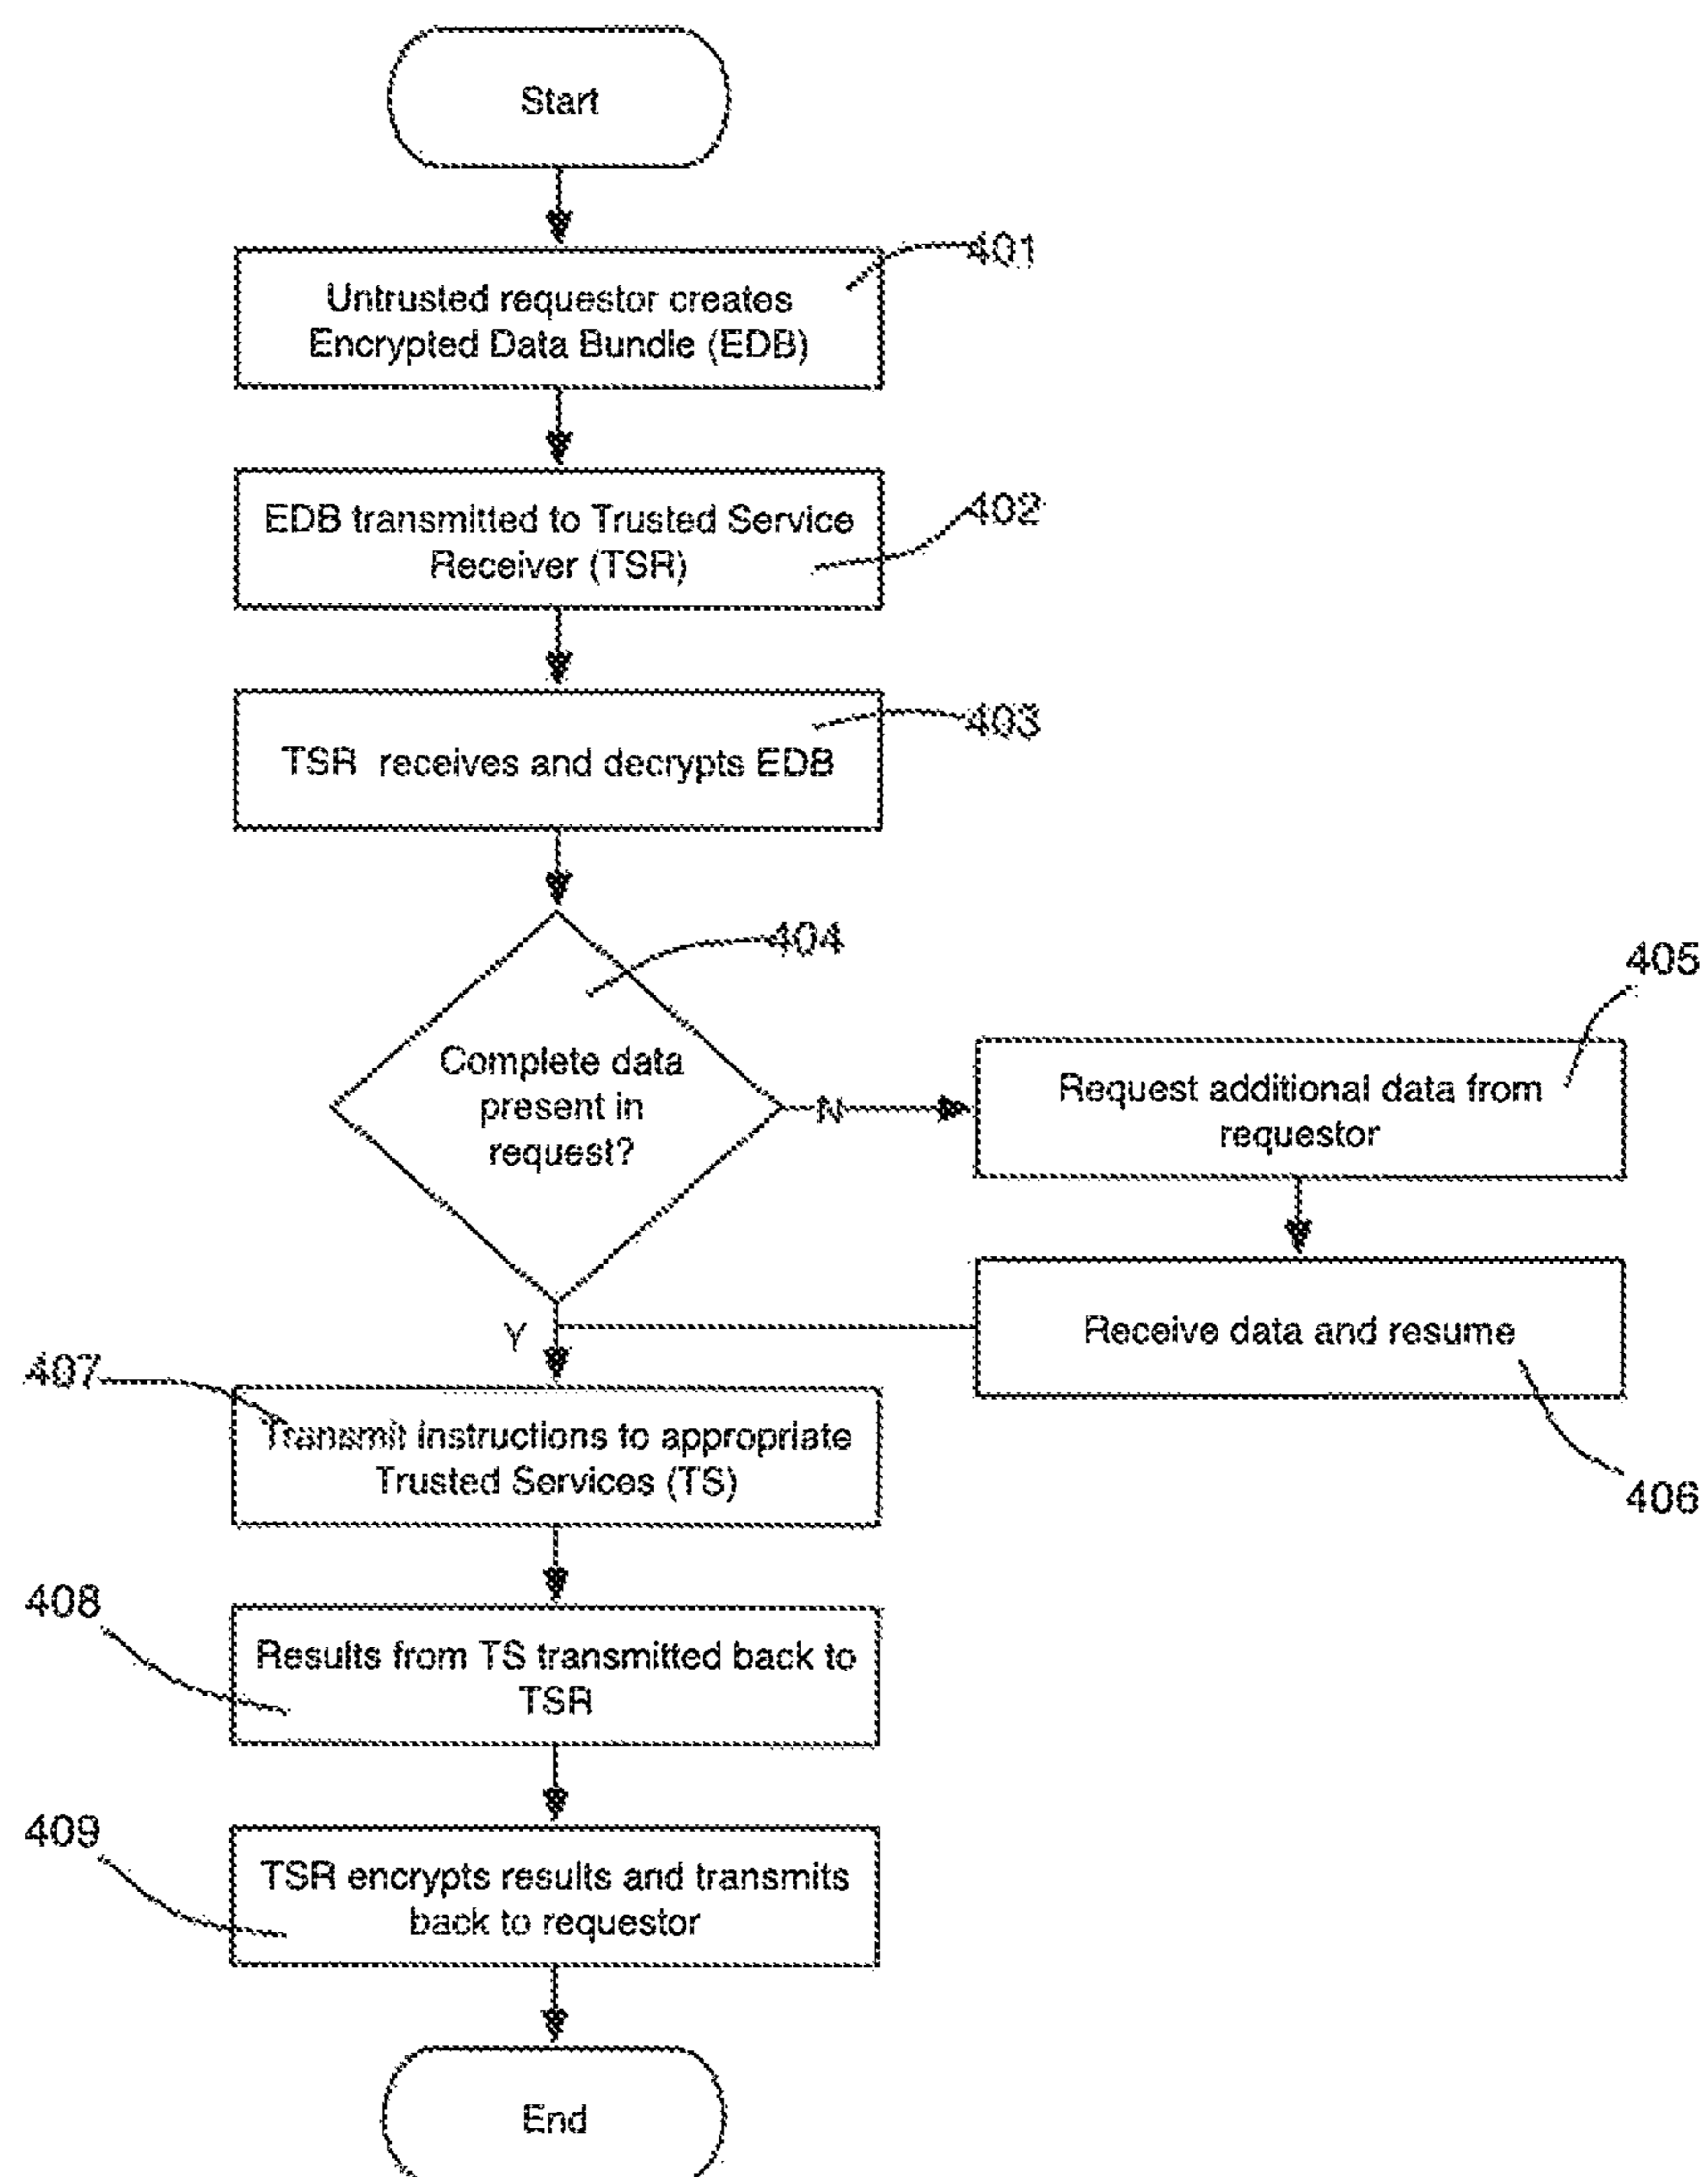 Start
401
Untrusted requestor creates
Encrypted Data Bundle (EDB)
402
EDB transmitted to Trusted Service
Receiver (TSR)
403
TSR receives and decrypts EDB
404
Complete data
present in
request?
N
405
Request additional data from
requestor
Receive data and resume
406
Y
407
Transmit instructions to appropriate
Trusted Services (TS)
408
Results from TS transmitted back to
TSR
409
TSR encrypts results and transmits
back to requestor
End